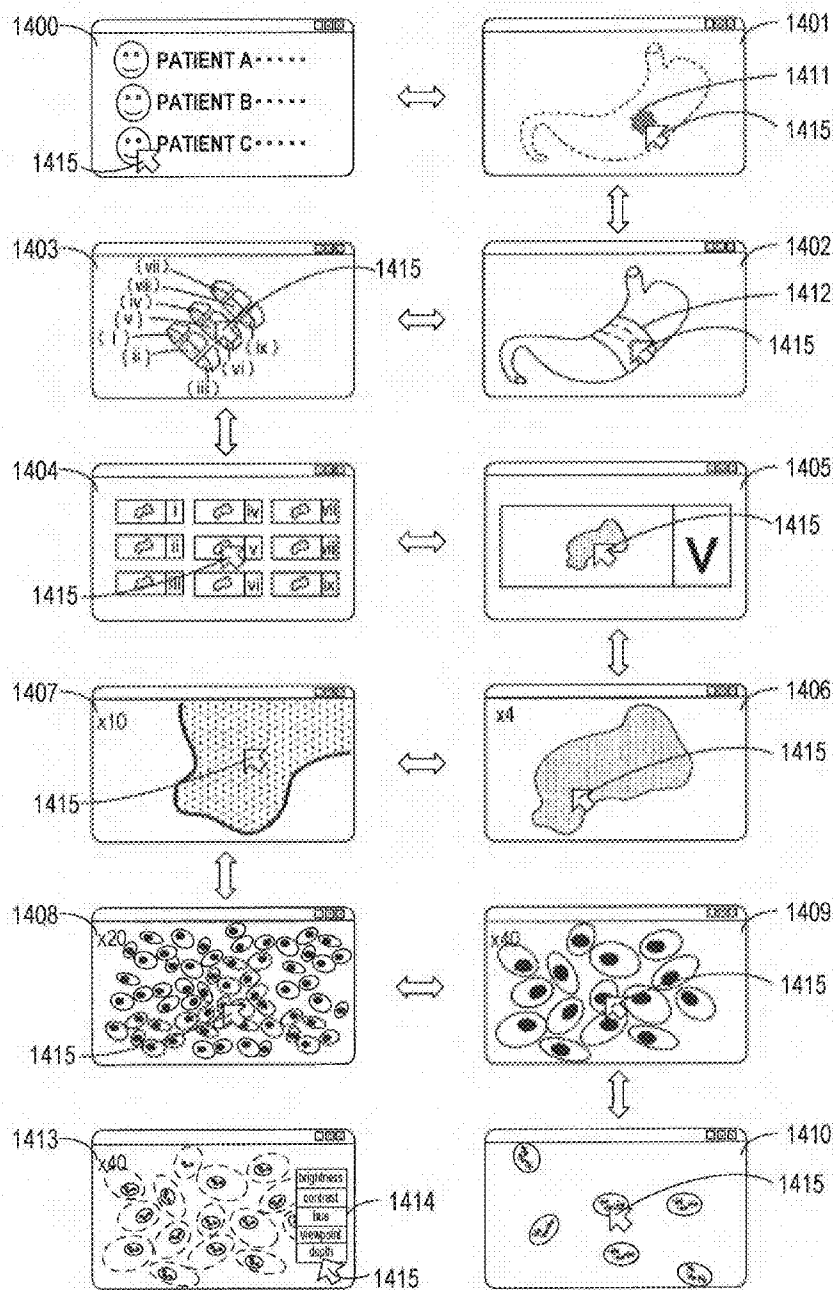 1400
PATIENT A·····
PATIENT B·····
PATIENT C·····
1415
1401
1411
1415
1403
(vii)
(viii)
(iv)
(v)
(i)
(ii)
(iii)
(vi)
(ix)
1415
1402
1412
1415
1404
i iv vii
ii v viii
iii vi ix
1415
1405
1415
V
1407
x10
1415
1406
x4
1415
1408
x20
1415
1409
x40
1415
1413
x40
brightness
contrast
hue
viewpoint
depth
1414
1415
1410
1415